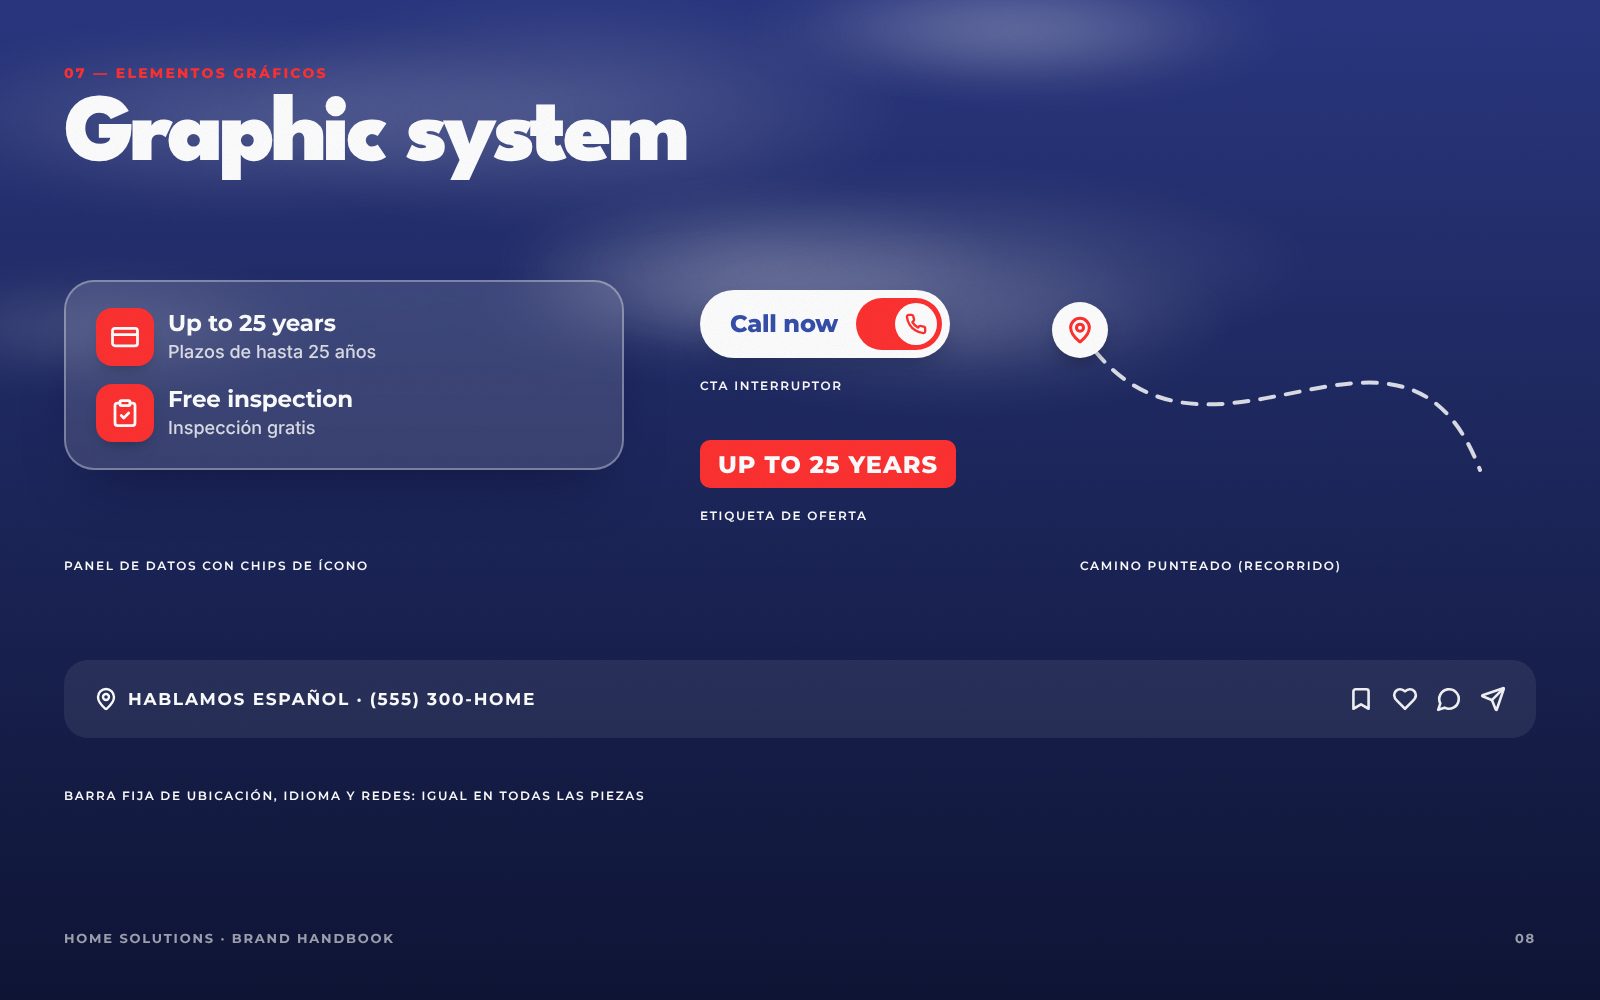 07 — ELEMENTOS GRÁFICOS
Graphic system
Up to 25 years
Plazos de hasta 25 años
Free inspection
Inspección gratis
PANEL DE DATOS CON CHIPS DE ÍCONO
Call now
CTA INTERRUPTOR
UP TO 25 YEARS
ETIQUETA DE OFERTA
CAMINO PUNTEADO (RECORRIDO)
HABLAMOS ESPAÑOL · (555) 300-HOME
BARRA FIJA DE UBICACIÓN, IDIOMA Y REDES: IGUAL EN TODAS LAS PIEZAS
HOME SOLUTIONS · BRAND HANDBOOK
08